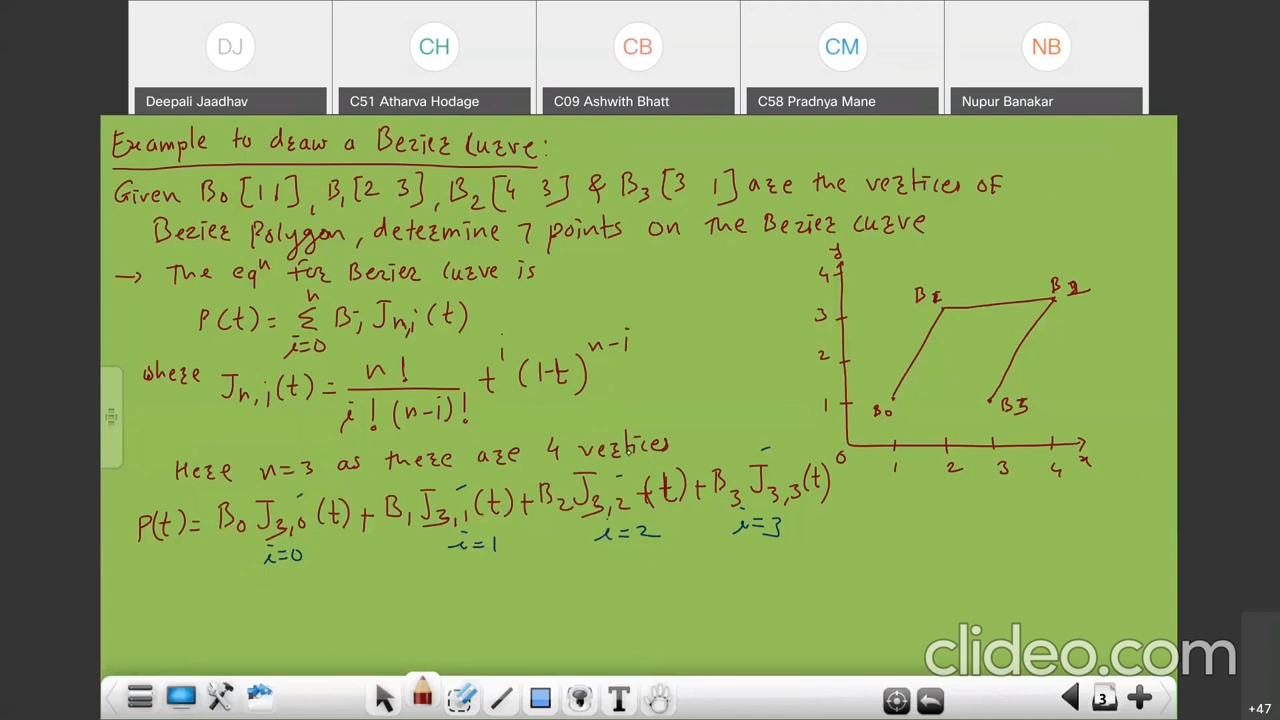 DJ CH CB CM NB
Deepali Jaadhav C51 Atharva Hodage C09 Ashwith Bhatt C58 Pradnya Mane Nupur Banakar
Example to draw a Bezier Curve:
Given B0 [1 1], B1 [2 3], B2 [4 3] & B3 [3 1] are the vertices of
Bezier Polygon, determine 7 points on the Bezier curve
→ The eqⁿ for Bezier curve is
P(t) = Σ i=0 n Bi Jn,i (t)
where Jn,i(t) = n! / i! (n-i)! t^i (1-t)^n-i
Here n=3 as there are 4 vertices
P(t) = B0 J3,0 (t) + B1 J3,1 (t) + B2 J3,2 (t) + B3 J3,3 (t)
i=0 i=1 i=2 i=3
y
4
3
2
1
0 1 2 3 4 x
B1 B2
B0 B3
clideo.com
T 3
+47